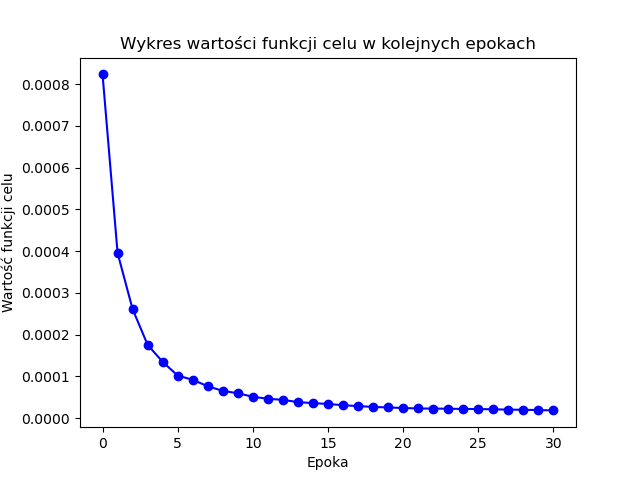 Wykres wartości funkcji celu w kolejnych epokach
Wartość funkcji celu
0.0008
0.0007
0.0006
0.0005
0.0004
0.0003
0.0002
0.0001
0.0000
0 5 10 15 20 25 30
Epoka